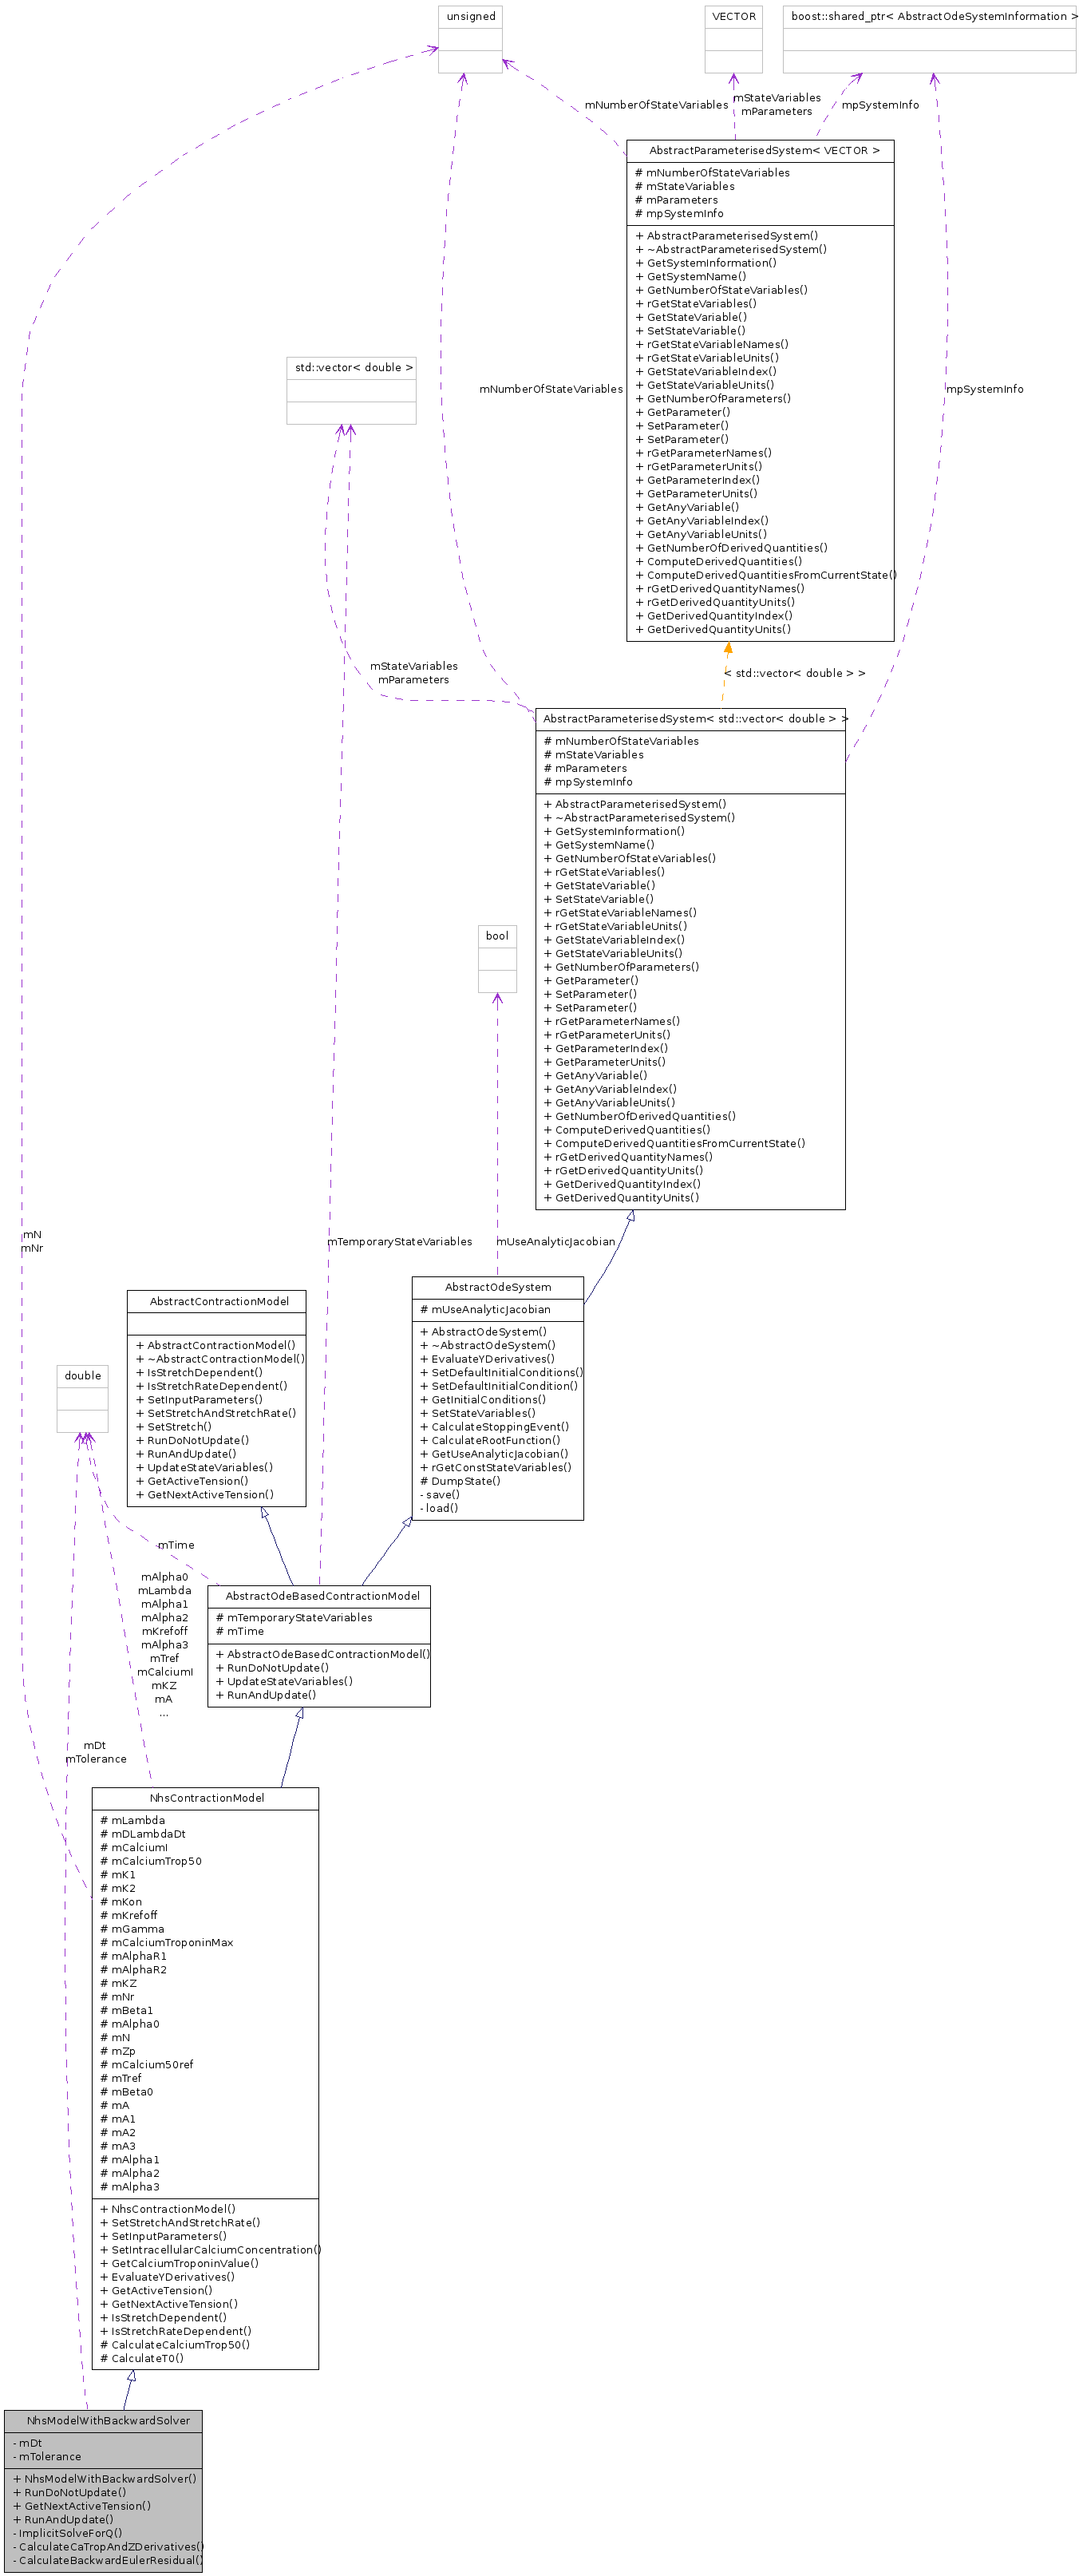 unsigned
VECTOR
boost::shared_ptr< AbstractOdeSystemInformation >
mNumberOfStateVariables
mStateVariables
mParameters
mpSystemInfo
AbstractParameterisedSystem< VECTOR >
# mNumberOfStateVariables
# mStateVariables
# mParameters
# mpSystemInfo
+ AbstractParameterisedSystem()
+ ~AbstractParameterisedSystem()
+ GetSystemInformation()
+ GetSystemName()
+ GetNumberOfStateVariables()
+ rGetStateVariables()
+ GetStateVariable()
+ SetStateVariable()
+ rGetStateVariableNames()
+ rGetStateVariableUnits()
+ GetStateVariableIndex()
+ GetStateVariableUnits()
+ GetNumberOfParameters()
+ GetParameter()
+ SetParameter()
+ SetParameter()
+ rGetParameterNames()
+ rGetParameterUnits()
+ GetParameterIndex()
+ GetParameterUnits()
+ GetAnyVariable()
+ GetAnyVariableIndex()
+ GetAnyVariableUnits()
+ GetNumberOfDerivedQuantities()
+ ComputeDerivedQuantities()
+ ComputeDerivedQuantitiesFromCurrentState()
+ rGetDerivedQuantityNames()
+ rGetDerivedQuantityUnits()
+ GetDerivedQuantityIndex()
+ GetDerivedQuantityUnits()
std::vector< double >
mNumberOfStateVariables
mpSystemInfo
mStateVariables
mParameters
< std::vector< double > >
AbstractParameterisedSystem< std::vector< double > >
# mNumberOfStateVariables
# mStateVariables
# mParameters
# mpSystemInfo
+ AbstractParameterisedSystem()
+ ~AbstractParameterisedSystem()
+ GetSystemInformation()
+ GetSystemName()
+ GetNumberOfStateVariables()
+ rGetStateVariables()
+ GetStateVariable()
+ SetStateVariable()
+ rGetStateVariableNames()
+ rGetStateVariableUnits()
+ GetStateVariableIndex()
+ GetStateVariableUnits()
+ GetNumberOfParameters()
+ GetParameter()
+ SetParameter()
+ SetParameter()
+ rGetParameterNames()
+ rGetParameterUnits()
+ GetParameterIndex()
+ GetParameterUnits()
+ GetAnyVariable()
+ GetAnyVariableIndex()
+ GetAnyVariableUnits()
+ GetNumberOfDerivedQuantities()
+ ComputeDerivedQuantities()
+ ComputeDerivedQuantitiesFromCurrentState()
+ rGetDerivedQuantityNames()
+ rGetDerivedQuantityUnits()
+ GetDerivedQuantityIndex()
+ GetDerivedQuantityUnits()
bool
mN
mNr
mTemporaryStateVariables
mUseAnalyticJacobian
AbstractContractionModel
+ AbstractContractionModel()
+ ~AbstractContractionModel()
+ IsStretchDependent()
+ IsStretchRateDependent()
+ SetInputParameters()
+ SetStretchAndStretchRate()
+ SetStretch()
+ RunDoNotUpdate()
+ RunAndUpdate()
+ UpdateStateVariables()
+ GetActiveTension()
+ GetNextActiveTension()
AbstractOdeSystem
# mUseAnalyticJacobian
+ AbstractOdeSystem()
+ ~AbstractOdeSystem()
+ EvaluateYDerivatives()
+ SetDefaultInitialConditions()
+ SetDefaultInitialCondition()
+ GetInitialConditions()
+ SetStateVariables()
+ CalculateStoppingEvent()
+ CalculateRootFunction()
+ GetUseAnalyticJacobian()
+ rGetConstStateVariables()
# DumpState()
- save()
- load()
double
mTime
mAlpha0
mLambda
mAlpha1
mAlpha2
mKrefoff
mAlpha3
mTref
mCalciumI
mKZ
mA
...
AbstractOdeBasedContractionModel
# mTemporaryStateVariables
# mTime
+ AbstractOdeBasedContractionModel()
+ RunDoNotUpdate()
+ UpdateStateVariables()
+ RunAndUpdate()
mDt
mTolerance
NhsContractionModel
# mLambda
# mDLambdaDt
# mCalciumI
# mCalciumTrop50
# mK1
# mK2
# mKon
# mKrefoff
# mGamma
# mCalciumTroponinMax
# mAlphaR1
# mAlphaR2
# mKZ
# mNr
# mBeta1
# mAlpha0
# mN
# mZp
# mCalcium50ref
# mTref
# mBeta0
# mA
# mA1
# mA2
# mA3
# mAlpha1
# mAlpha2
# mAlpha3
+ NhsContractionModel()
+ SetStretchAndStretchRate()
+ SetInputParameters()
+ SetIntracellularCalciumConcentration()
+ GetCalciumTroponinValue()
+ EvaluateYDerivatives()
+ GetActiveTension()
+ GetNextActiveTension()
+ IsStretchDependent()
+ IsStretchRateDependent()
# CalculateCalciumTrop50()
# CalculateT0()
NhsModelWithBackwardSolver
- mDt
- mTolerance
+ NhsModelWithBackwardSolver()
+ RunDoNotUpdate()
+ GetNextActiveTension()
+ RunAndUpdate()
- ImplicitSolveForQ()
- CalculateCaTropAndZDerivatives()
- CalculateBackwardEulerResidual()